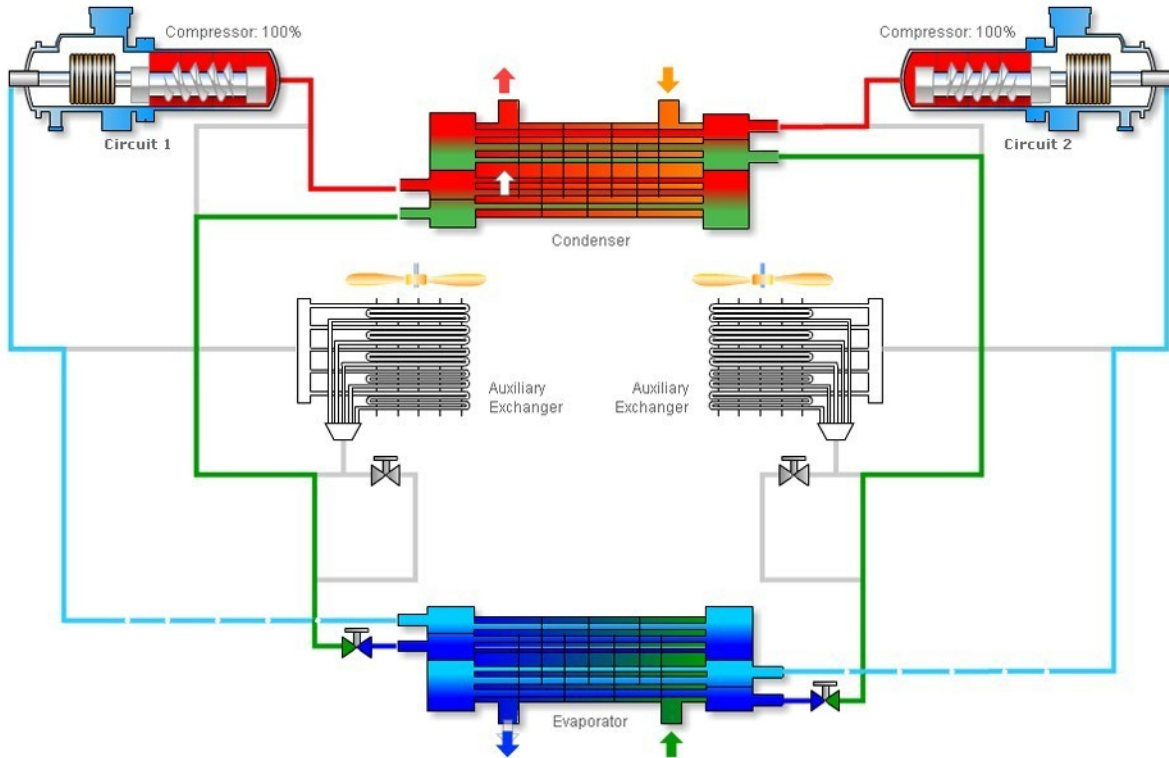 Compressor: 100%
Compressor: 100%
Circuit 1
Circuit 2
Condenser
Auxiliary
Exchanger
Auxiliary
Exchanger
Evaporator